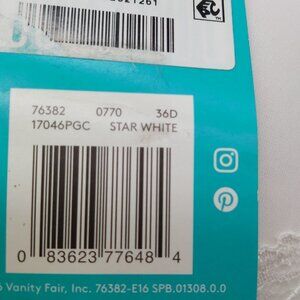 76382 0770 36D
17046PGC STAR WHITE
0 83623 77648 4
Vanity Fair, Inc. 76382-E16 SPB.01308.0.0